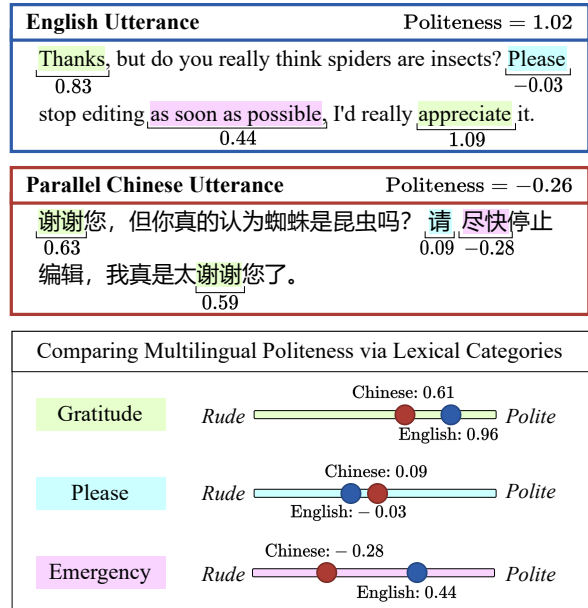 English Utterance Politeness = 1.02
Thanks, but do you really think spiders are insects? Please
0.83 −0.03
stop editing as soon as possible, I'd really appreciate it.
0.44 1.09
Parallel Chinese Utterance Politeness = −0.26
谢谢您，但你真的认为蜘蛛是昆虫吗？ 请 尽快停止
0.63 0.09 −0.28
编辑，我真是太谢谢您了。
0.59
Comparing Multilingual Politeness via Lexical Categories
Chinese: 0.61
Gratitude Rude Polite
English: 0.96
Chinese: 0.09
Please Rude Polite
English: − 0.03
Chinese: − 0.28
Emergency Rude Polite
English: 0.44